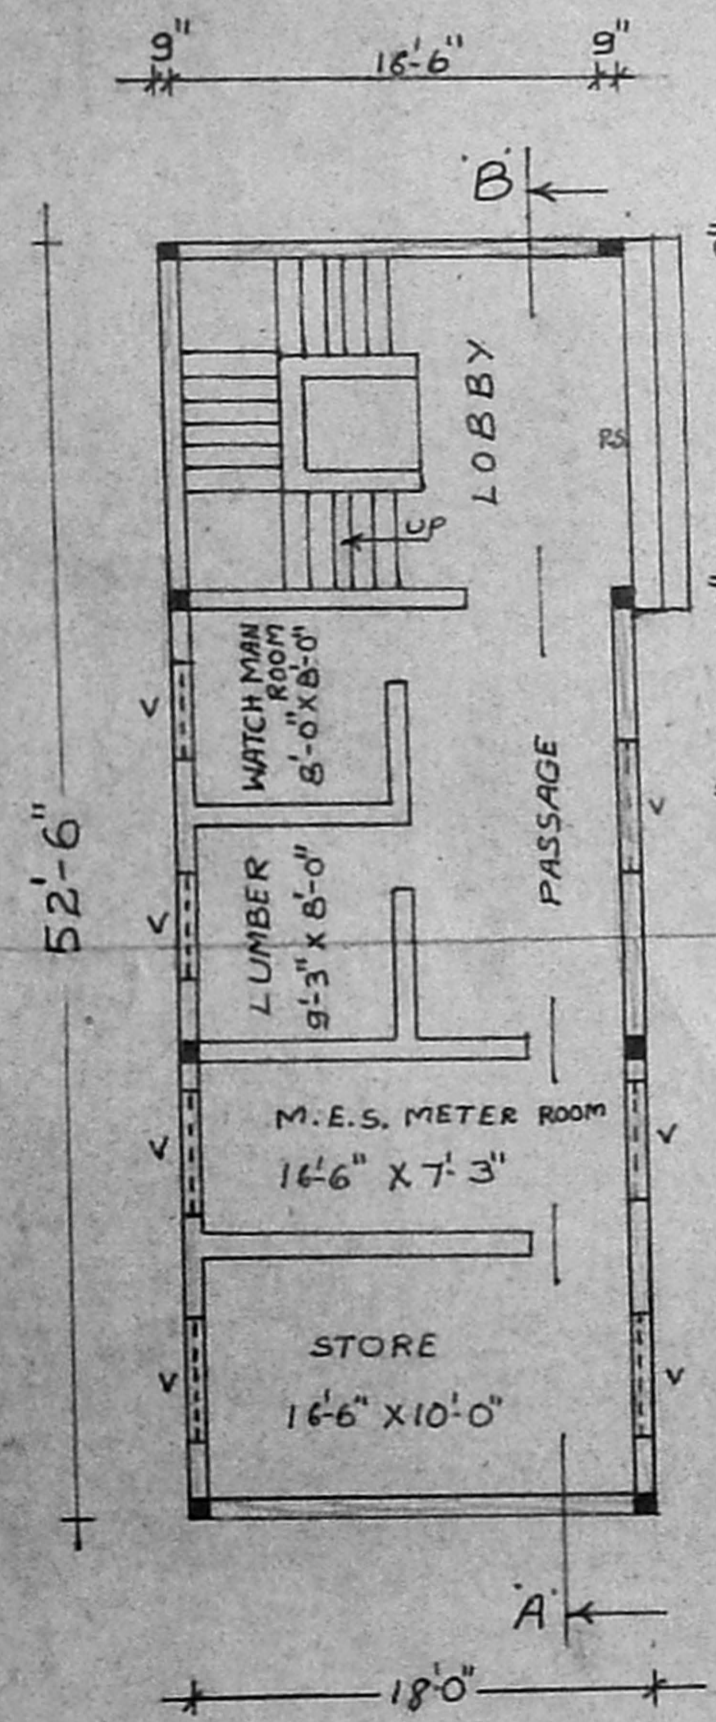 9" 16'-6" 9"
'B'
LOBBY
R.S.
UP
WATCH MAN
ROOM
8'-0" X 8'-0"
PASSAGE
52'-6"
LUMBER
9'-3" X 8'-0"
M.E.S. METER ROOM
16'-6" X 7'-3"
STORE
16'-6" X 10'-0"
'A'
18'-0"